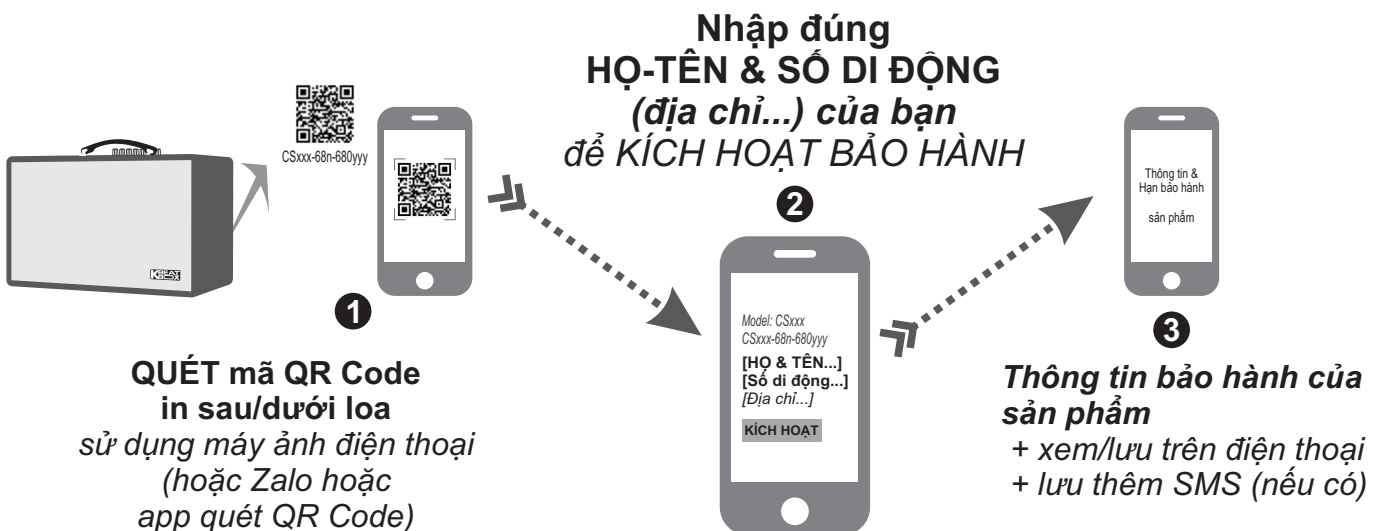 CSxxx-68n-680yyy
❶
QUÉT mã QR Code
in sau/dưới loa
sử dụng máy ảnh điện thoại
(hoặc Zalo hoặc
app quét QR Code)
Nhập đúng
HỌ-TÊN & SỐ DI ĐỘNG
(địa chỉ...) của bạn
để KÍCH HOẠT BẢO HÀNH
❷
Model: CSxxx
CSxxx-68n-680yyy
[HỌ & TÊN...]
[Số di động...]
[Địa chỉ...]
KÍCH HOẠT
Thông tin &
Hạn bảo hành
sản phẩm
❸
Thông tin bảo hành của
sản phẩm
+ xem/lưu trên điện thoại
+ lưu thêm SMS (nếu có)